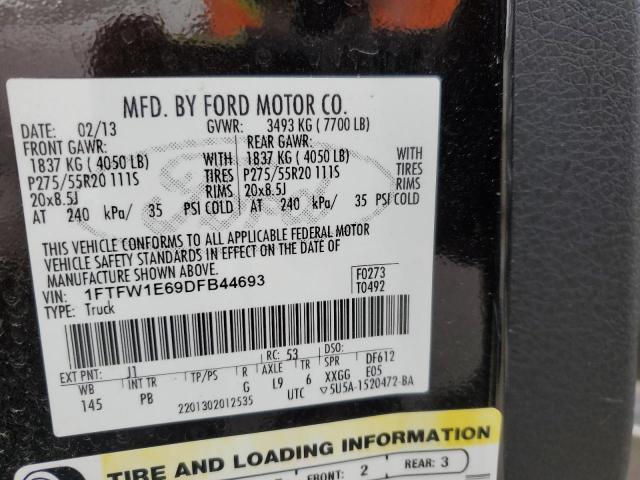 MFD. BY FORD MOTOR CO.
DATE: 02/13 GVWR: 3493 KG ( 7700 LB)
FRONT GAWR: REAR GAWR:
1837 KG ( 4050 LB) WITH 1837 KG ( 4050 LB) WITH
P275/55R20 111S TIRES P275/55R20 111S TIRES
20x8.5J RIMS 20x8.5J RIMS
AT 240 kPa/ 35 PSI COLD AT 240 kPa/ 35 PSI COLD
Ford
THIS VEHICLE CONFORMS TO ALL APPLICABLE FEDERAL MOTOR
VEHICLE SAFETY STANDARDS IN EFFECT ON THE DATE OF
MANUFACTURE SHOWN ABOVE.
VIN: 1FTFW1E69DFB44693 F0273
TYPE: Truck T0492
EXT PNT: J1 RC: 53 DSO:
WB INT TR TP/PS R AXLE TR SPR DF612
145 PB G L9 6 XXGG E05
2201302012535 UTC ▽5U5A-1520472-BA
TIRE AND LOADING INFORMATION
FRONT: 2 REAR: 3